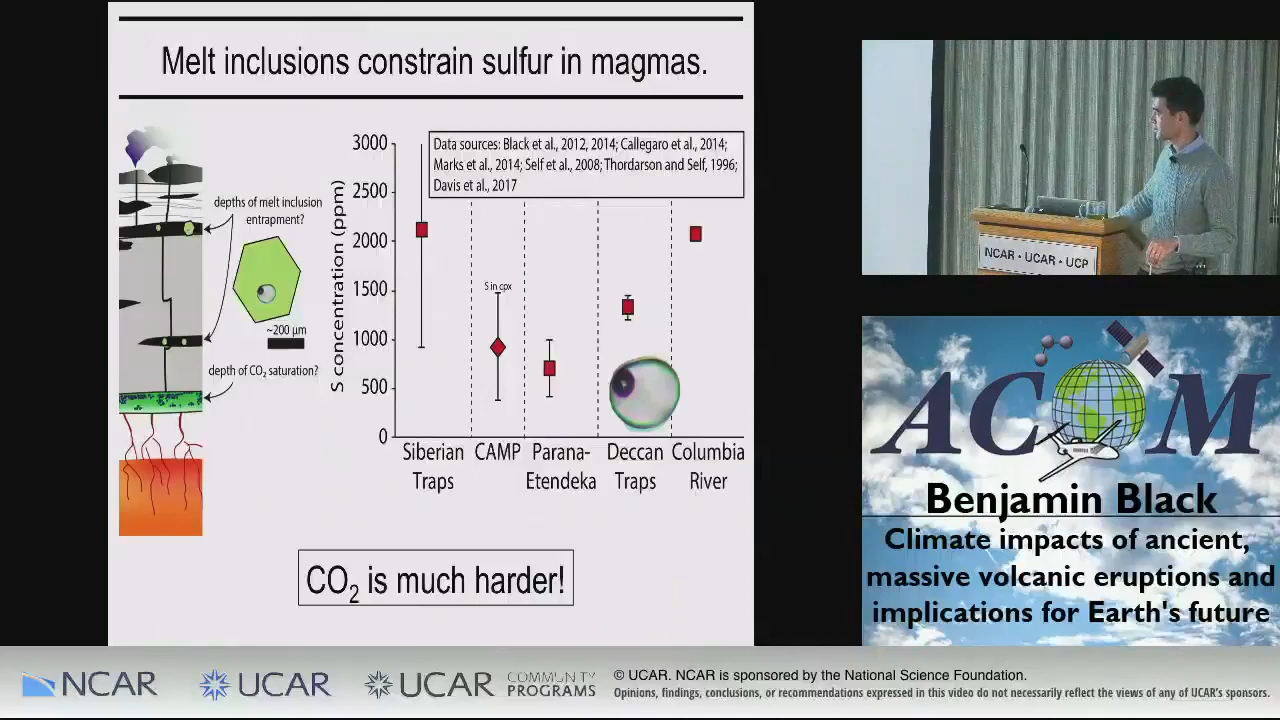 Melt inclusions constrain sulfur in magmas.
depths of melt inclusion
entrapment?
~200 μm
depth of CO₂ saturation?
S concentration (ppm)
3000
2500
2000
1500
1000
500
0
Data sources: Black et al., 2012, 2014; Callegaro et al., 2014;
Marks et al., 2014; Self et al., 2008; Thordarson and Self, 1996;
Davis et al., 2017
S in cpx
Siberian
Traps
CAMP
Parana-
Etendeka
Deccan
Traps
Columbia
River
CO₂ is much harder!
NCAR • UCAR • UCP
ACOM
Benjamin Black
Climate impacts of ancient,
massive volcanic eruptions and
implications for Earth's future
NCAR
UCAR
UCAR
COMMUNITY
PROGRAMS
© UCAR. NCAR is sponsored by the National Science Foundation.
Opinions, findings, conclusions, or recommendations expressed in this video do not necessarily reflect the views of any of UCAR's sponsors.